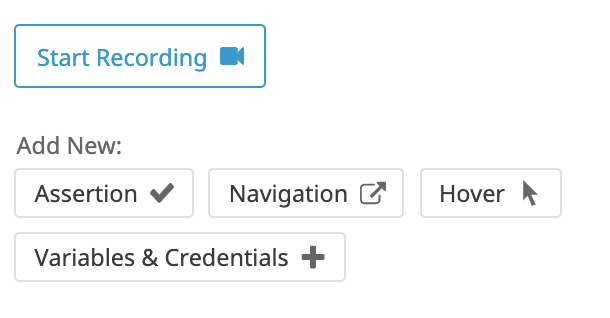 Start Recording
Add New:
Assertion
Navigation
Hover
Variables & Credentials